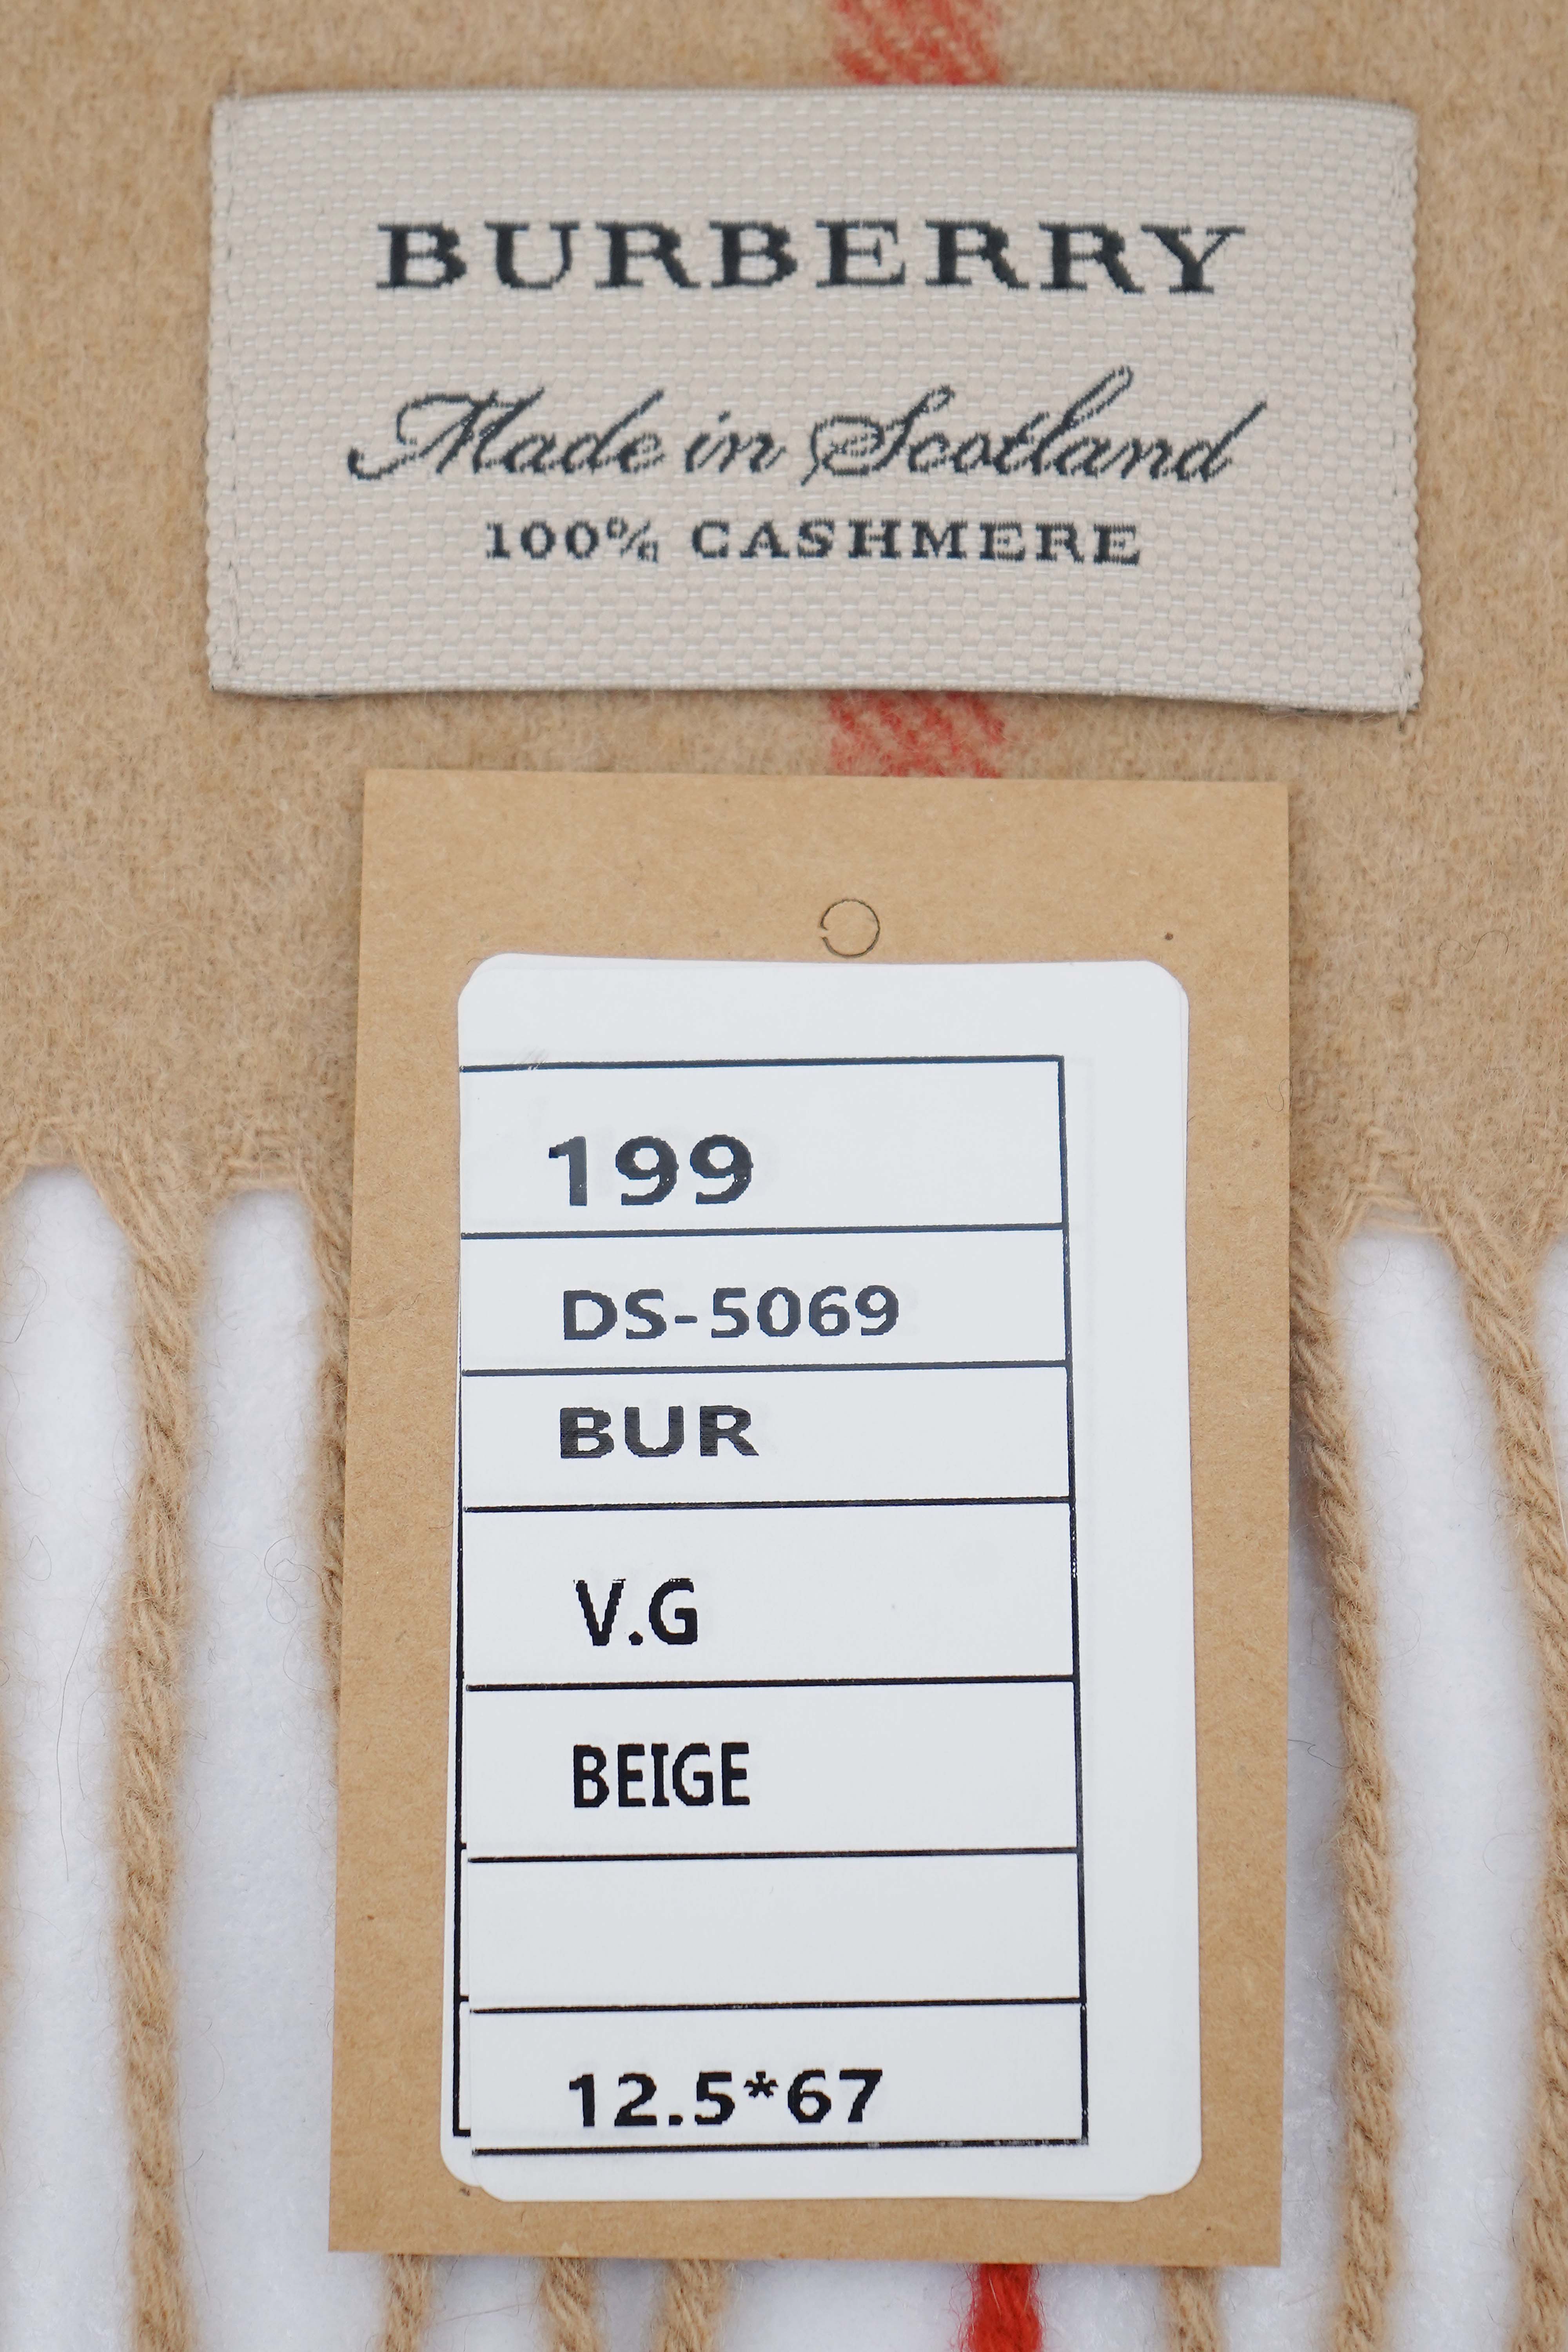 BURBERRY
Made in Scotland
100% CASHMERE
199
DS-5069
BUR
V.G
BEIGE
12.5*67